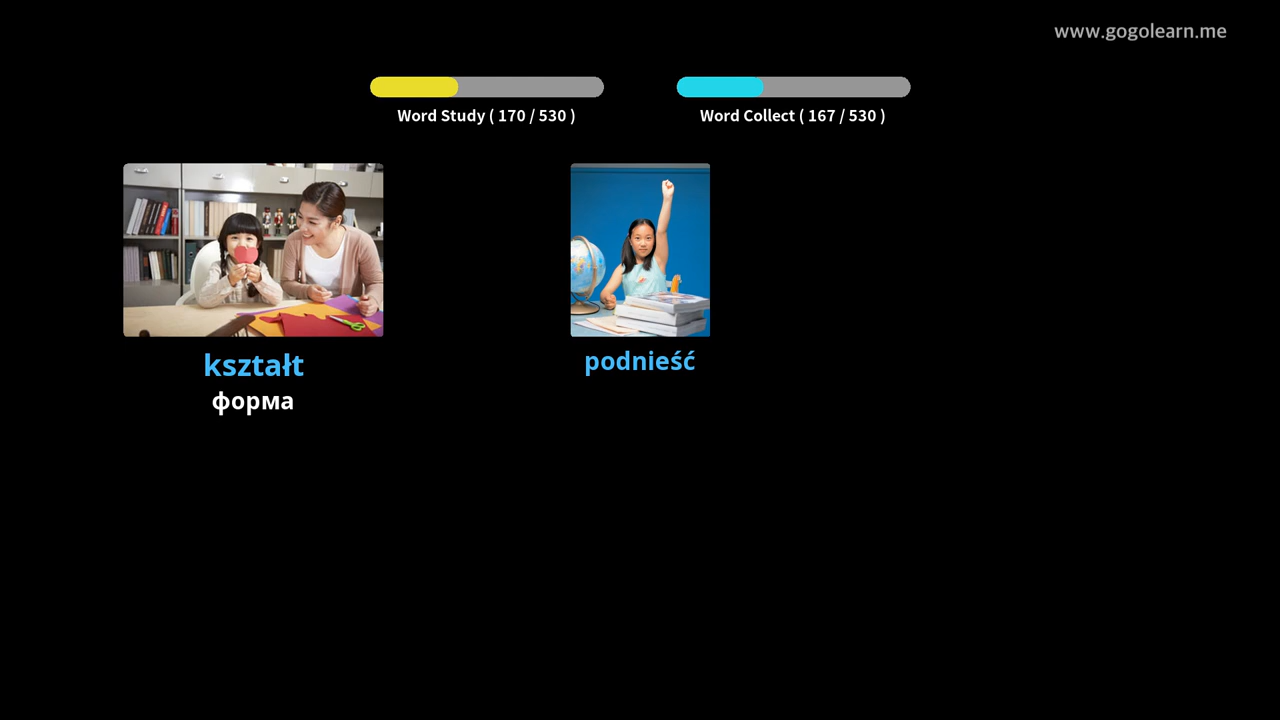 www.gogolearn.me
Word Study ( 170 / 530 )
Word Collect ( 167 / 530 )
kształt
форма
podnieść